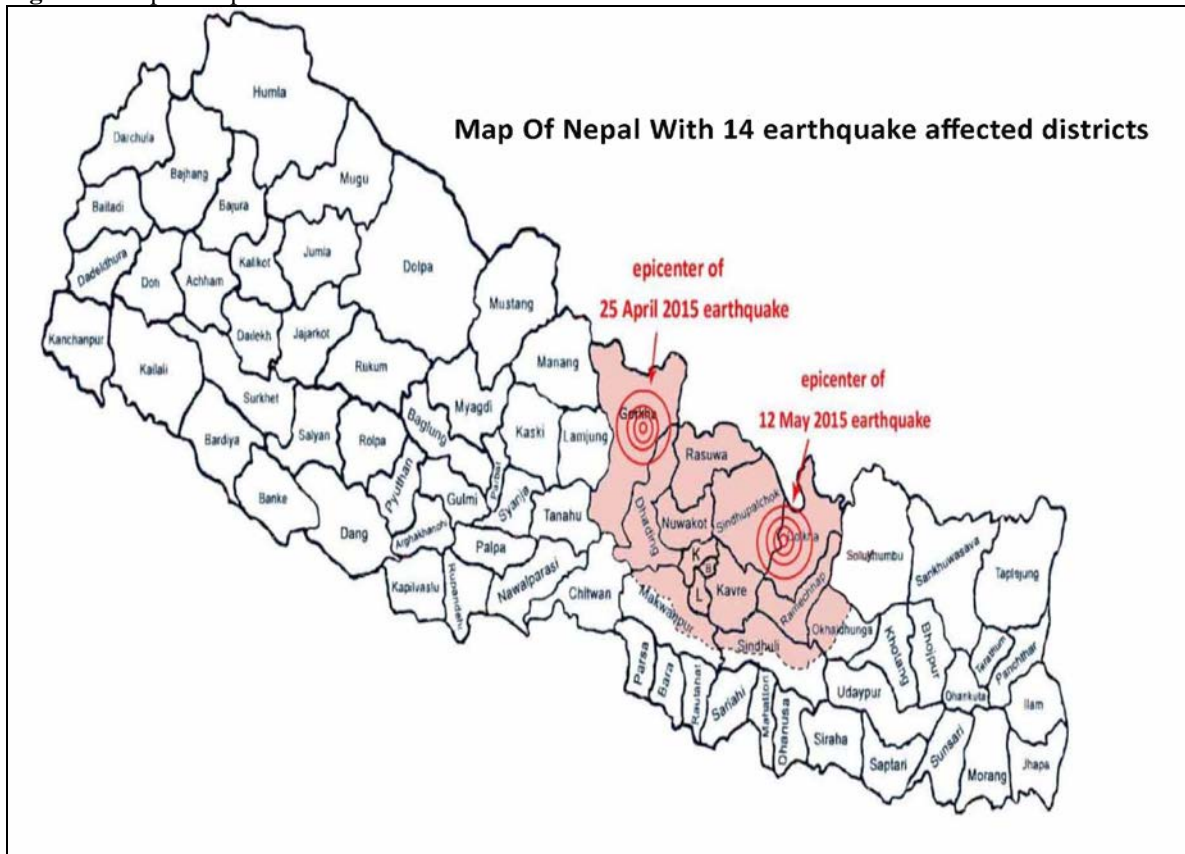 Map Of Nepal With 14 earthquake affected districts
epicenter of
25 April 2015 earthquake
epicenter of
12 May 2015 earthquake
Humla
Darchula
Bajhang
Mugu
Baitadi
Bajura
Dadeldhura
Doti
Achham
Kalikot
Jumla
Dolpa
Mustang
Kanchanpur
Kailali
Dailekh
Jajarkot
Rukum
Manang
Surkhet
Myagdi
Baglung
Kaski
Lamjung
Gorkha
Bardiya
Salyan
Rolpa
Parbat
Rasuwa
Banke
Pyuthan
Gulmi
Syanja
Tanahu
Dhading
Nuwakot
Sindhupalchok
Dolkha
Solukhumbu
Sankhuwasava
Taplejung
Dang
Arghakhanchi
Palpa
K
B
L
Kavre
Ramechhap
Kapilvastu
Rupandehi
Nawalparasi
Chitwan
Makwanpur
Sindhuli
Okhaldhunga
Khotang
Bhojpur
Terathum
Panchthar
Parsa
Bara
Rautahat
Sarlahi
Mahattori
Dhanusa
Udaypur
Dhankuta
Ilam
Siraha
Saptari
Sunsari
Morang
Jhapa